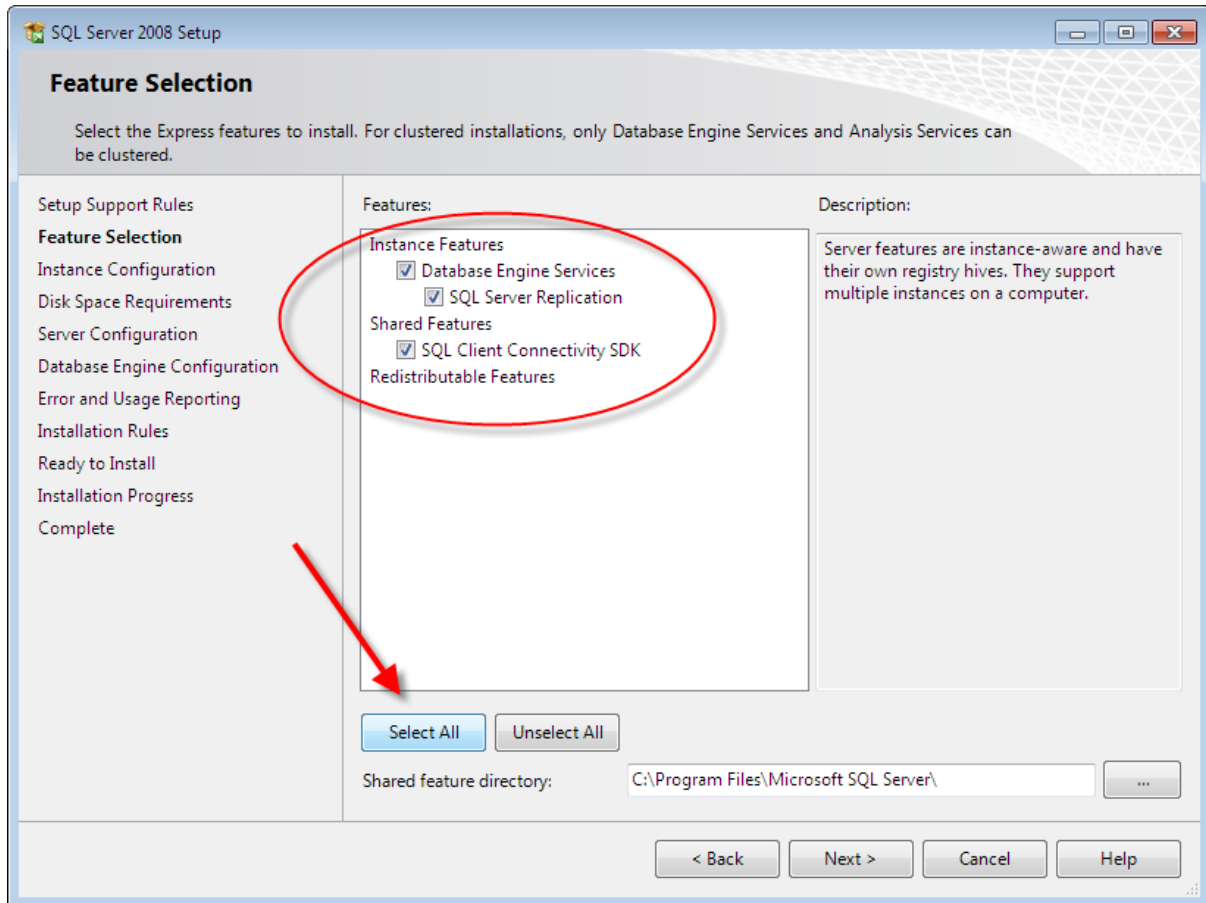 SQL Server 2008 Setup
Feature Selection
Select the Express features to install. For clustered installations, only Database Engine Services and Analysis Services can
be clustered.
Setup Support Rules
Feature Selection
Instance Configuration
Disk Space Requirements
Server Configuration
Database Engine Configuration
Error and Usage Reporting
Installation Rules
Ready to Install
Installation Progress
Complete
Features:
Instance Features
Database Engine Services
SQL Server Replication
Shared Features
SQL Client Connectivity SDK
Redistributable Features
Description:
Server features are instance-aware and have
their own registry hives. They support
multiple instances on a computer.
Select All
Unselect All
Shared feature directory:
C:\Program Files\Microsoft SQL Server\
...
< Back
Next >
Cancel
Help